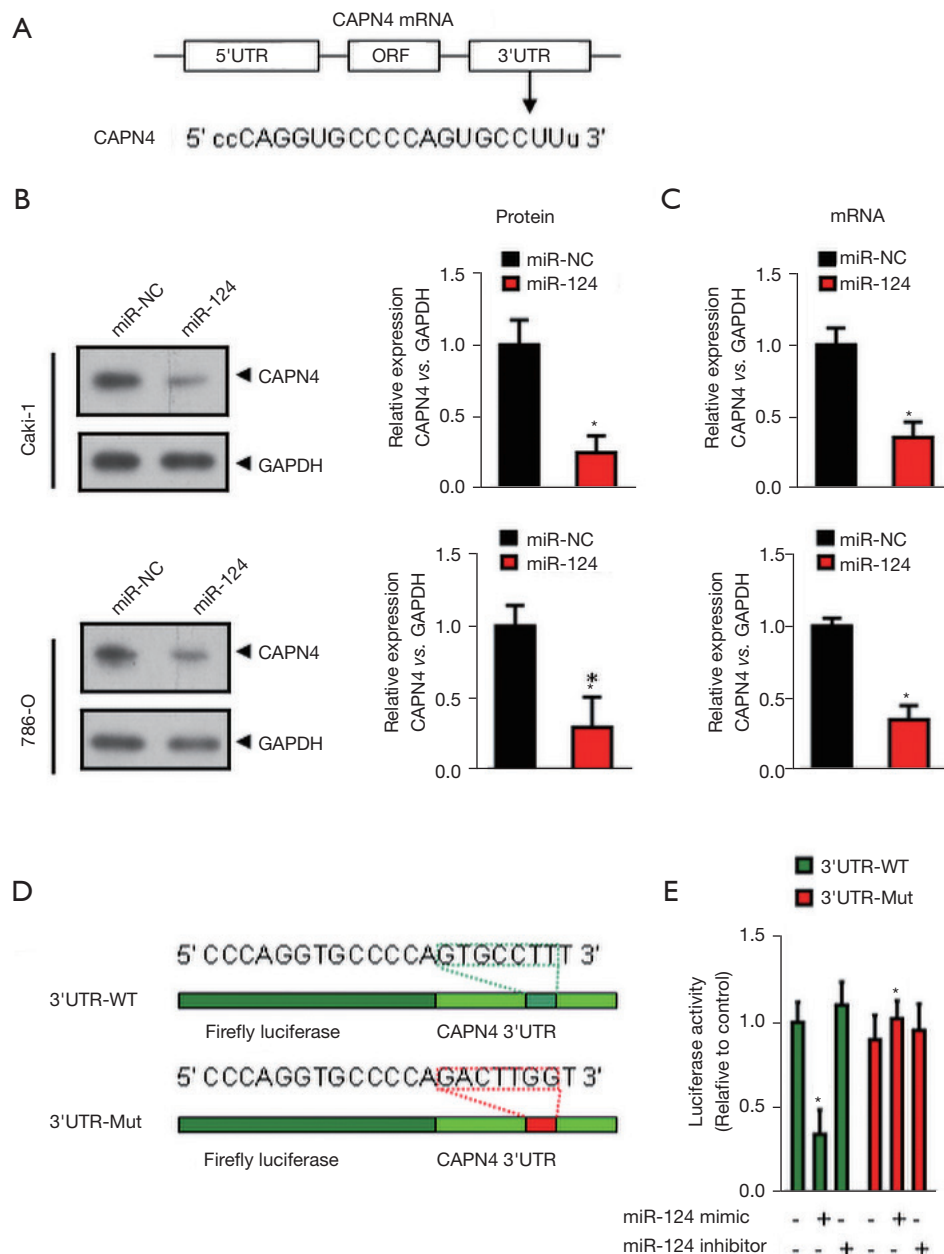 A
CAPN4 mRNA
5'UTR ORF 3'UTR
CAPN4 5' ccCAGGUGCCCCAGUGCCUUu 3'
B
Protein
C
mRNA
miR-NC miR-124
Caki-1
CAPN4
GAPDH
Relative expression
CAPN4 vs. GAPDH
miR-NC
miR-124
1.5
1.0
0.5
0.0
*
Relative expression
CAPN4 vs. GAPDH
miR-NC
miR-124
1.5
1.0
0.5
0.0
*
miR-NC miR-124
786-O
CAPN4
GAPDH
Relative expression
CAPN4 vs. GAPDH
miR-NC
miR-124
1.5
1.0
0.5
0.0
*
*
Relative expression
CAPN4 vs. GAPDH
miR-NC
miR-124
1.5
1.0
0.5
0.0
*
D
5' CCCAGGTGCCCCAGTGCCTTT 3'
3'UTR-WT
Firefly luciferase CAPN4 3'UTR
5' CCCAGGTGCCCCAGACTTGGT 3'
3'UTR-Mut
Firefly luciferase CAPN4 3'UTR
E
3'UTR-WT
3'UTR-Mut
Luciferase activity
(Relafive to control)
1.5
1.0
0.5
0.0
*
*
miR-124 mimic - + - - + -
miR-124 inhibitor - - + - - +